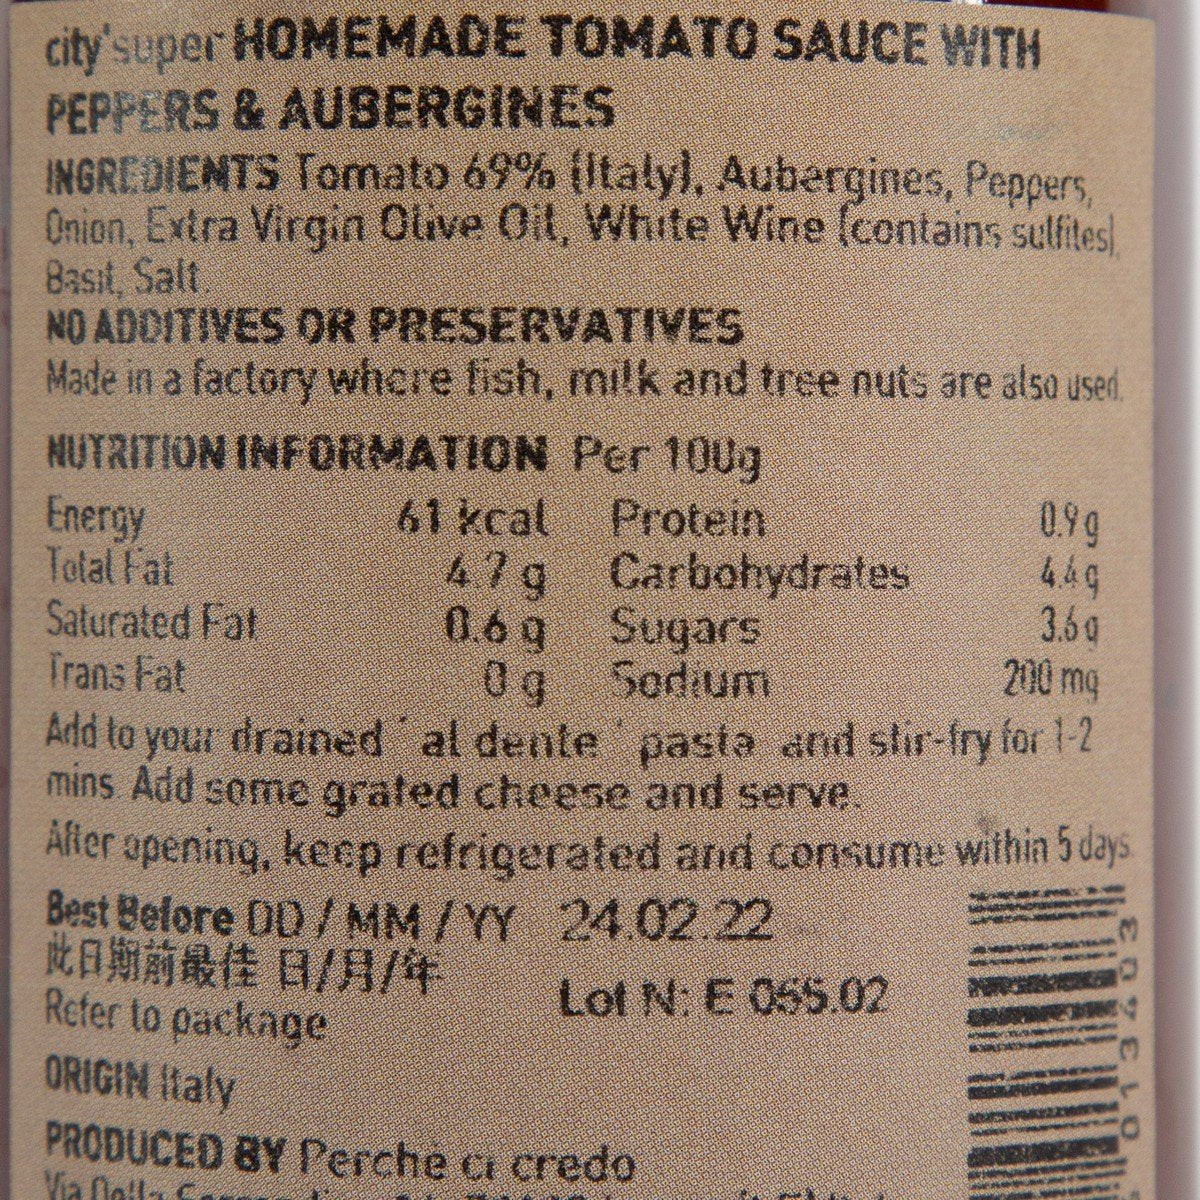 city'super HOMEMADE TOMATO SAUCE WITH
PEPPERS & AUBERGINES
INGREDIENTS Tomato 69% (Italy), Aubergines, Peppers,
Onion, Extra Virgin Olive Oil, White Wine (contains sulfites),
Basil, Salt.
NO ADDITIVES OR PRESERVATIVES
Made in a factory where fish, milk and tree nuts are also used.
NUTRITION INFORMATION Per 100g
Energy 61 kcal Protein 0.9 g
Total Fat 4.7 g Carbohydrates 4.4 g
Saturated Fat 0.6 g Sugars 3.6 g
Trans Fat 0 g Sodium 200 mg
Add to your drained 'al dente' pasta and stir-fry for 1-2
mins. Add some grated cheese and serve.
After opening, keep refrigerated and consume within 5 days.
Best Before DD / MM / YY 24.02.22
此日期前最佳 日/月/年
Lot N: E 065.02
Refer to package
ORIGIN Italy
PRODUCED BY Perchè ci credo
Via Della
013403